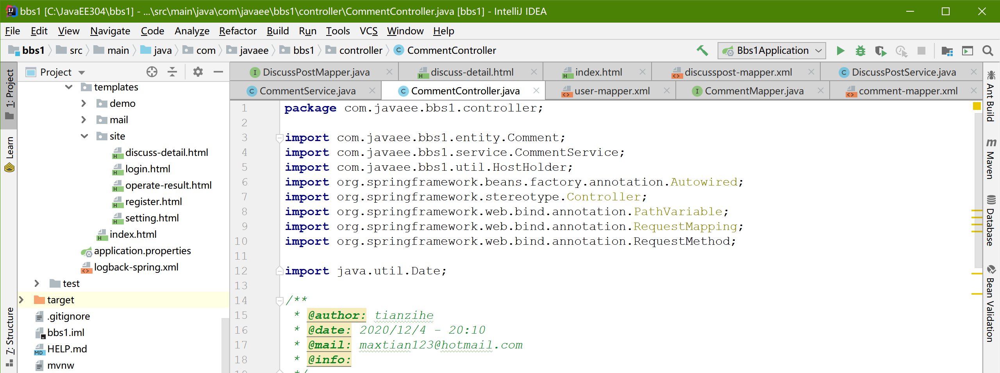 bbs1 [C:\JavaEE304\bbs1] - ...\src\main\java\com\javaee\bbs1\controller\CommentController.java [bbs1] - IntelliJ IDEA
File Edit View Navigate Code Analyze Refactor Build Run Tools VCS Window Help
bbs1 src main java com javaee bbs1 controller CommentController Bbs1Application
1: Project
Learn
7: Structure
Project
templates
demo
mail
site
discuss-detail.html
login.html
operate-result.html
register.html
setting.html
index.html
application.properties
logback-spring.xml
test
target
.gitignore
bbs1.iml
HELP.md
mvnw
DiscussPostMapper.java discuss-detail.html index.html discusspost-mapper.xml DiscussPostService.java
CommentService.java CommentController.java user-mapper.xml CommentMapper.java comment-mapper.xml
1 package com.javaee.bbs1.controller;
2
3 import com.javaee.bbs1.entity.Comment;
4 import com.javaee.bbs1.service.CommentService;
5 import com.javaee.bbs1.util.HostHolder;
6 import org.springframework.beans.factory.annotation.Autowired;
7 import org.springframework.stereotype.Controller;
8 import org.springframework.web.bind.annotation.PathVariable;
9 import org.springframework.web.bind.annotation.RequestMapping;
10 import org.springframework.web.bind.annotation.RequestMethod;
11
12 import java.util.Date;
13
14 /**
15 * @author: tianzihe
16 * @date: 2020/12/4 - 20:10
17 * @mail: maxtian123@hotmail.com
18 * @info:
*/
Ant Build
Maven
Database
Bean Validation